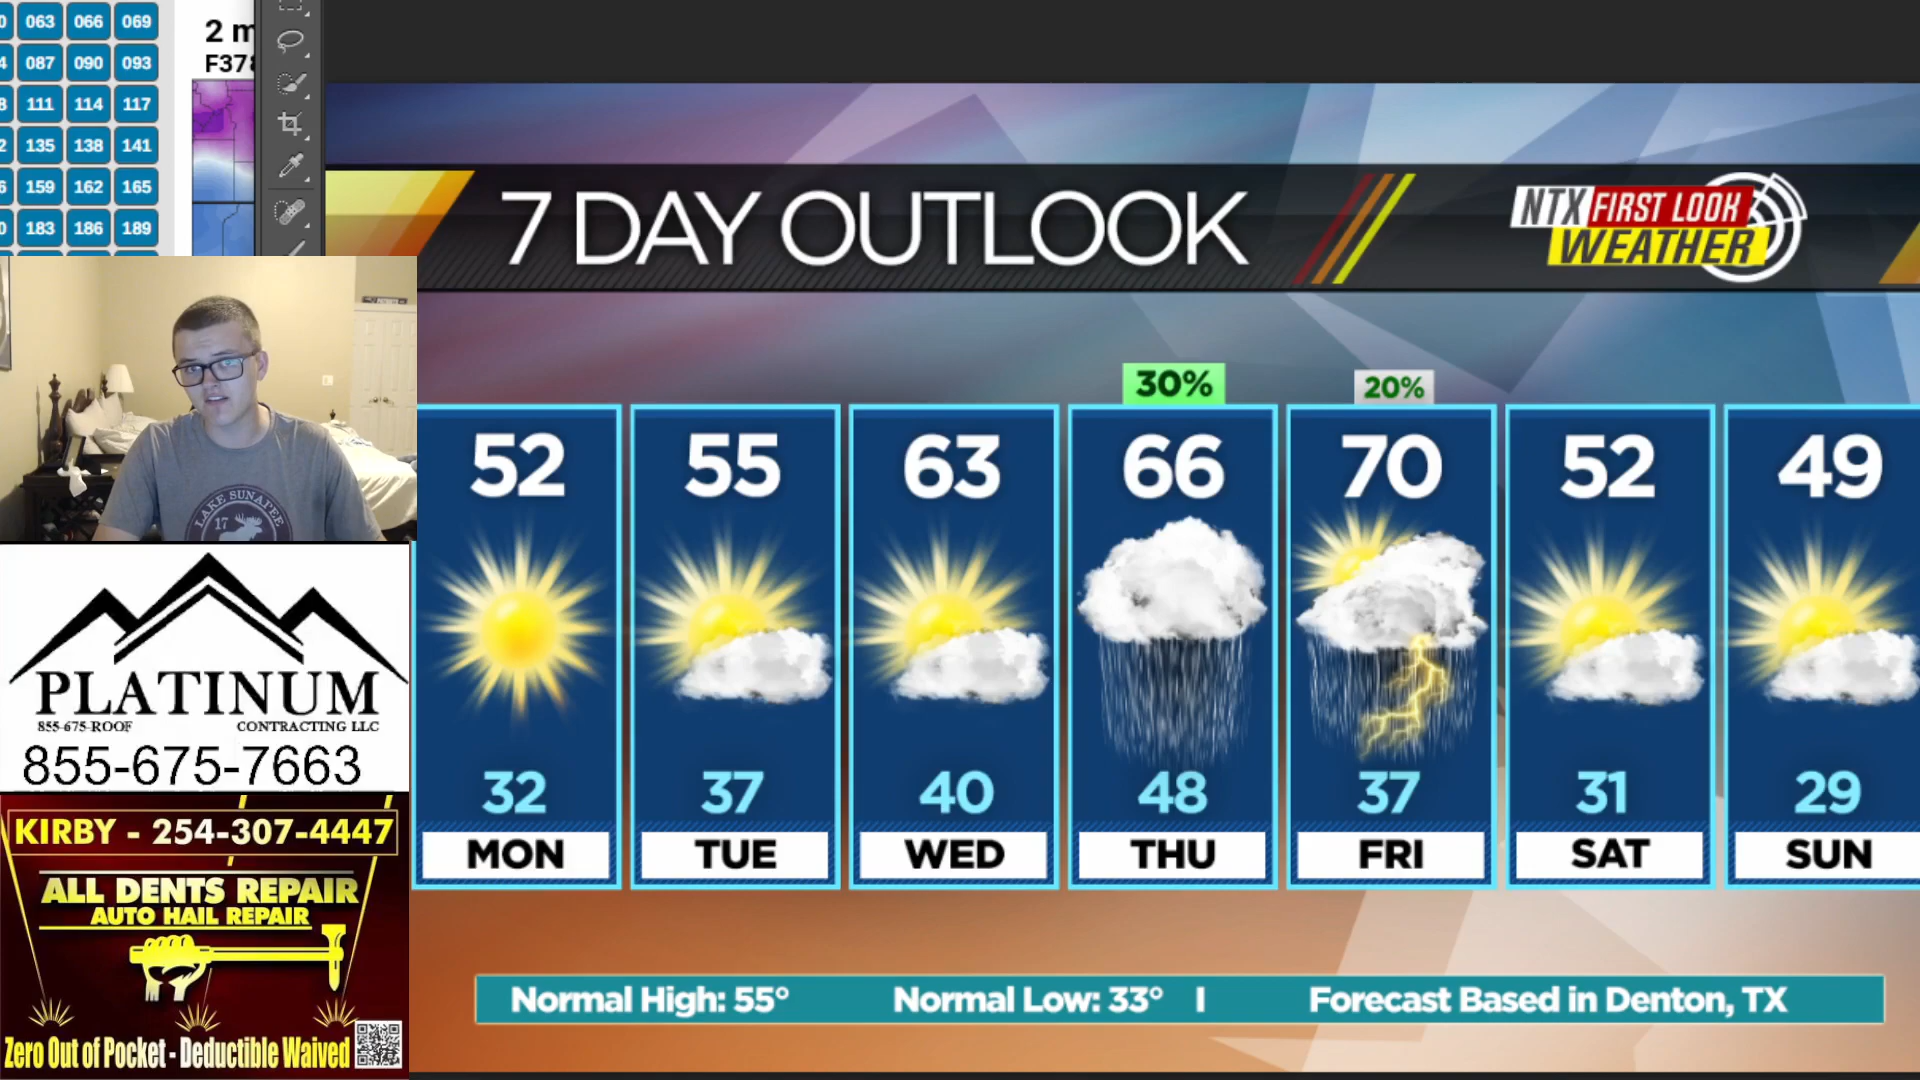 063 066 069
087 090 093
111 114 117
135 138 141
159 162 165
183 186 189
2 m
F378
7 DAY OUTLOOK
NTX FIRST LOOK
WEATHER
30%
20%
52 55 63 66 70 52 49
32 37 40 48 37 31 29
MON TUE WED THU FRI SAT SUN
Normal High: 55° Normal Low: 33° | Forecast Based in Denton, TX
LAKE SUNAPEE
17
PLATINUM
855-675-ROOF CONTRACTING LLC
855-675-7663
KIRBY - 254-307-4447
ALL DENTS REPAIR
AUTO HAIL REPAIR
Zero Out of Pocket - Deductible Waived